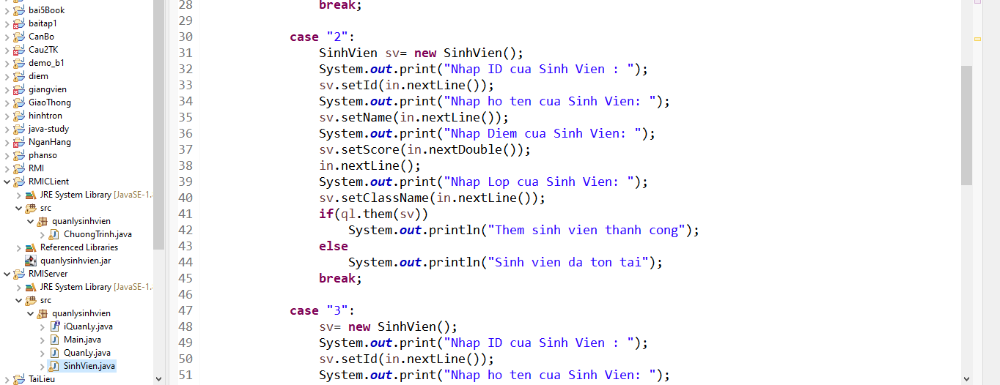 bai5Book
baitap1
CanBo
Cau2TK
demo_b1
diem
giangvien
GiaoThong
hinhtron
java-study
NganHang
phanso
RMI
RMICLient
JRE System Library [JavaSE-1.
src
quanlysinhvien
ChuongTrinh.java
Referenced Libraries
quanlysinhvien.jar
RMIServer
JRE System Library [JavaSE-1.
src
quanlysinhvien
iQuanLy.java
Main.java
QuanLy.java
SinhVien.java
TaiLieu
28 break;
29
30 case "2":
31 SinhVien sv= new SinhVien();
32 System.out.print("Nhap ID cua Sinh Vien : ");
33 sv.setId(in.nextLine());
34 System.out.print("Nhap ho ten cua Sinh Vien: ");
35 sv.setName(in.nextLine());
36 System.out.print("Nhap Diem cua Sinh Vien: ");
37 sv.setScore(in.nextDouble());
38 in.nextLine();
39 System.out.print("Nhap Lop cua Sinh Vien: ");
40 sv.setClassName(in.nextLine());
41 if(ql.them(sv))
42 System.out.println("Them sinh vien thanh cong");
43 else
44 System.out.println("Sinh vien da ton tai");
45 break;
46
47 case "3":
48 sv= new SinhVien();
49 System.out.print("Nhap ID cua Sinh Vien : ");
50 sv.setId(in.nextLine());
51 System.out.print("Nhap ho ten cua Sinh Vien: ");